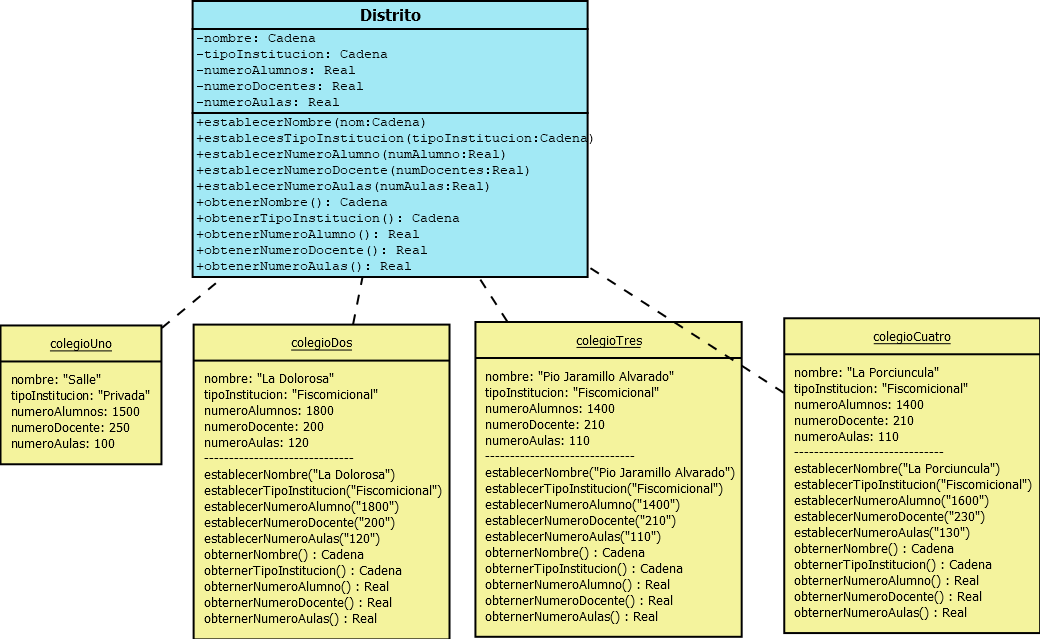 Distrito
-nombre: Cadena
-tipoInstitucion: Cadena
-numeroAlumnos: Real
-numeroDocentes: Real
-numeroAulas: Real
+establecerNombre(nom:Cadena)
+establecesTipoInstitucion(tipoInstitucion:Cadena)
+establecerNumeroAlumno(numAlumno:Real)
+establecerNumeroDocente(numDocentes:Real)
+establecerNumeroAulas(numAulas:Real)
+obtenerNombre(): Cadena
+obtenerTipoInstitucion(): Cadena
+obtenerNumeroAlumno(): Real
+obtenerNumeroDocente(): Real
+obtenerNumeroAulas(): Real
colegioUno
nombre: "Salle"
tipoInstitucion: "Privada"
numeroAlumnos: 1500
numeroDocente: 250
numeroAulas: 100
colegioDos
nombre: "La Dolorosa"
tipoInstitucion: "Fiscomicional"
numeroAlumnos: 1800
numeroDocente: 200
numeroAulas: 120
------------------------------
establecerNombre("La Dolorosa")
establecerTipoInstitucion("Fiscomicional")
establecerNumeroAlumno("1800")
establecerNumeroDocente("200")
establecerNumeroAulas("120")
obternerNombre() : Cadena
obternerTipoInstitucion() : Cadena
obternerNumeroAlumno() : Real
obternerNumeroDocente() : Real
obternerNumeroAulas() : Real
colegioTres
nombre: "Pio Jaramillo Alvarado"
tipoInstitucion: "Fiscomicional"
numeroAlumnos: 1400
numeroDocente: 210
numeroAulas: 110
------------------------------
establecerNombre("Pio Jaramillo Alvarado")
establecerTipoInstitucion("Fiscomicional")
establecerNumeroAlumno("1400")
establecerNumeroDocente("210")
establecerNumeroAulas("110")
obternerNombre() : Cadena
obternerTipoInstitucion() : Cadena
obternerNumeroAlumno() : Real
obternerNumeroDocente() : Real
obternerNumeroAulas() : Real
colegioCuatro
nombre: "La Porciuncula"
tipoInstitucion: "Fiscomicional"
numeroAlumnos: 1400
numeroDocente: 210
numeroAulas: 110
------------------------------
establecerNombre("La Porciuncula")
establecerTipoInstitucion("Fiscomicional")
establecerNumeroAlumno("1600")
establecerNumeroDocente("230")
establecerNumeroAulas("130")
obternerNombre() : Cadena
obternerTipoInstitucion() : Cadena
obternerNumeroAlumno() : Real
obternerNumeroDocente() : Real
obternerNumeroAulas() : Real